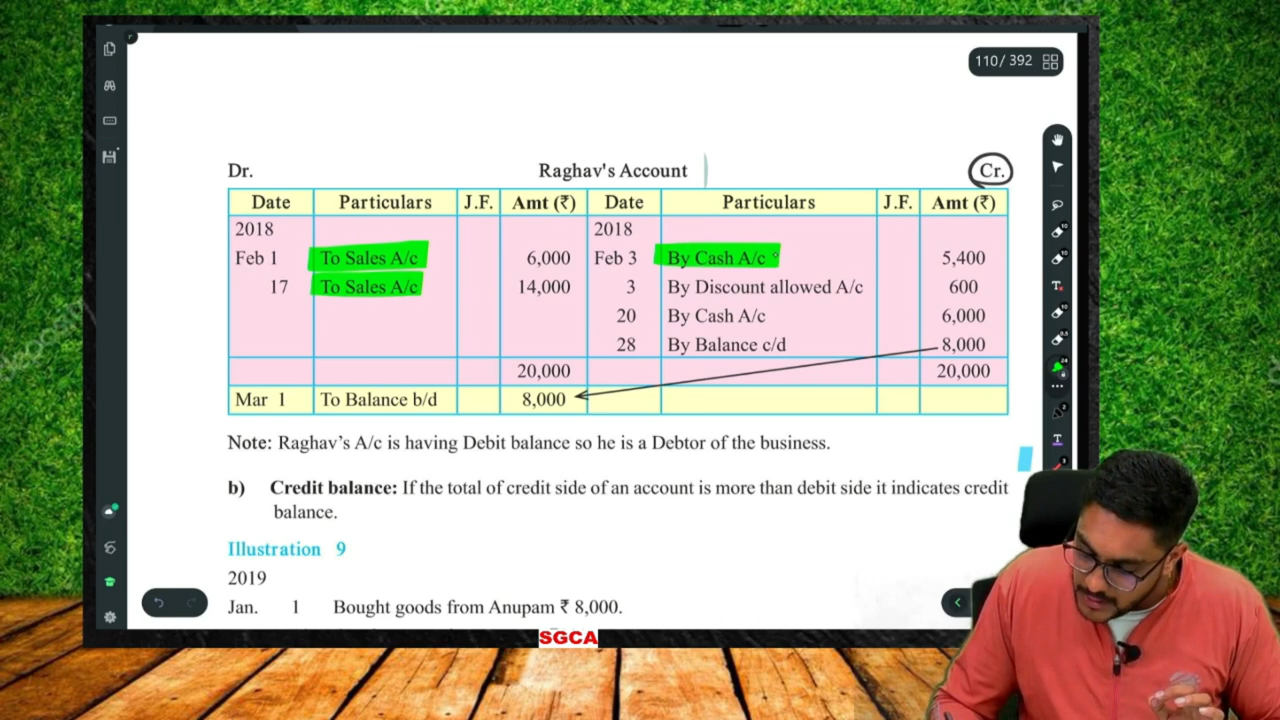 110/ 392
Dr. Raghav's Account Cr.
Date Particulars J.F. Amt (₹) Date Particulars J.F. Amt (₹)
2018 2018
Feb 1 To Sales A/c 6,000 Feb 3 By Cash A/c 5,400
17 To Sales A/c 14,000 3 By Discount allowed A/c 600
20 By Cash A/c 6,000
28 By Balance c/d 8,000
20,000 20,000
Mar 1 To Balance b/d 8,000
Note: Raghav's A/c is having Debit balance so he is a Debtor of the business.
b) Credit balance: If the total of credit side of an account is more than debit side it indicates credit
balance.
Illustration 9
2019
Jan. 1 Bought goods from Anupam ₹ 8,000.
SGCA